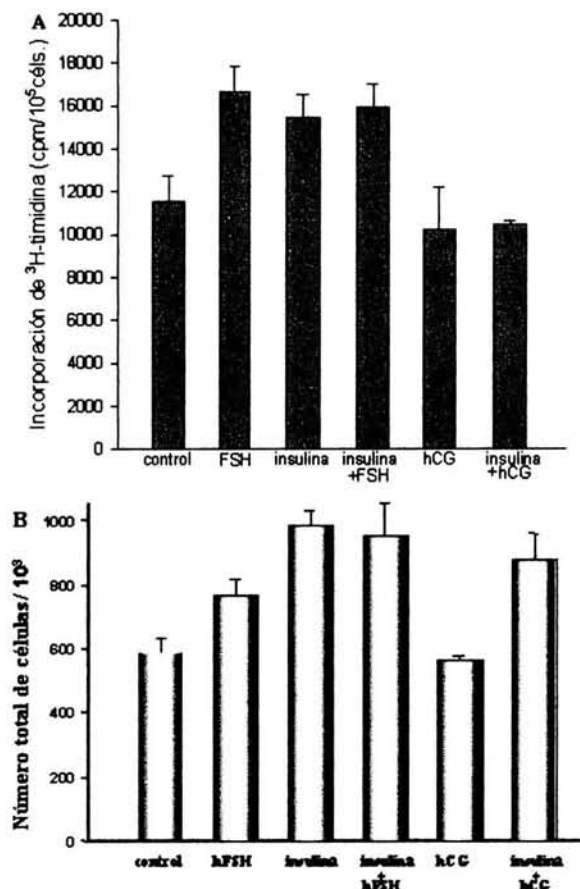 A
Incorporación de ³H-timidina (cpm/10⁵céls.)
20000
18000
16000
14000
12000
10000
8000
6000
4000
2000
0
control FSH insulina insulina hCG insulina
+FSH +hCG
B
Número total de células/10³
1000
800
600
400
200
0
control hFSH insulina insulina hCG insulina
+ +
hFSH hCG